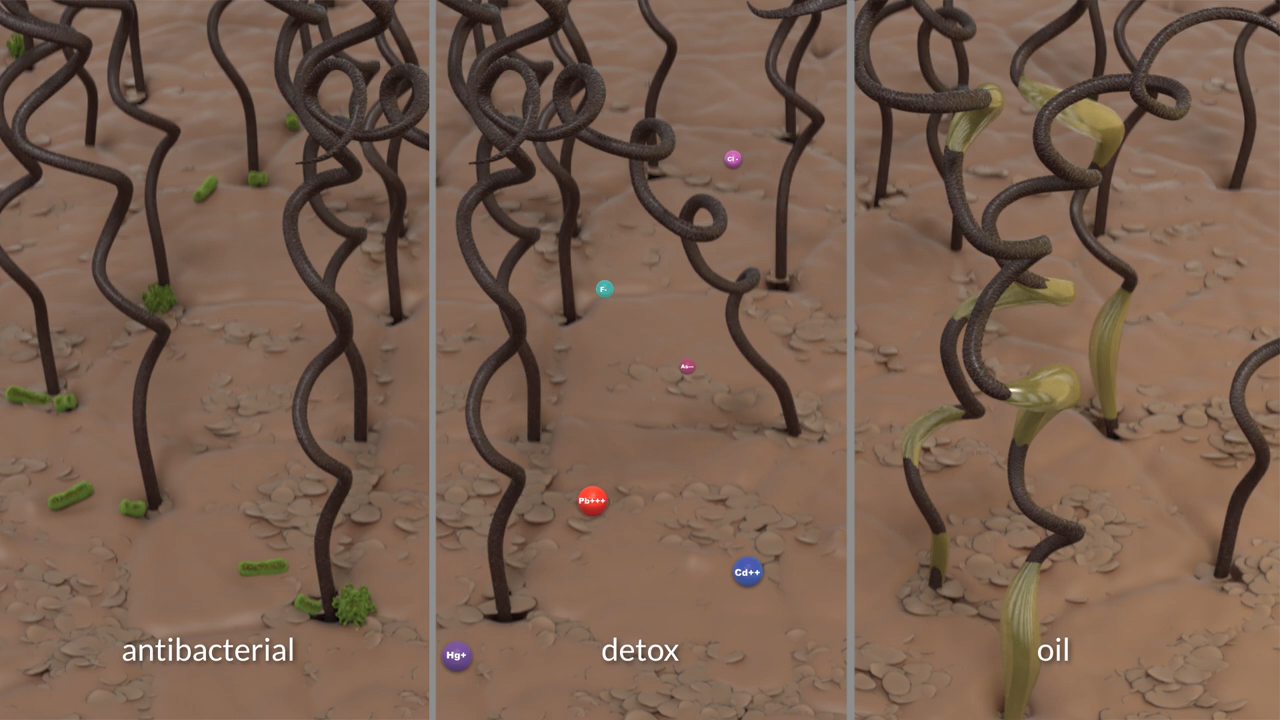 Cl -
F-
As---
Pb+++
Cd++
Hg+
antibacterial
detox
oil